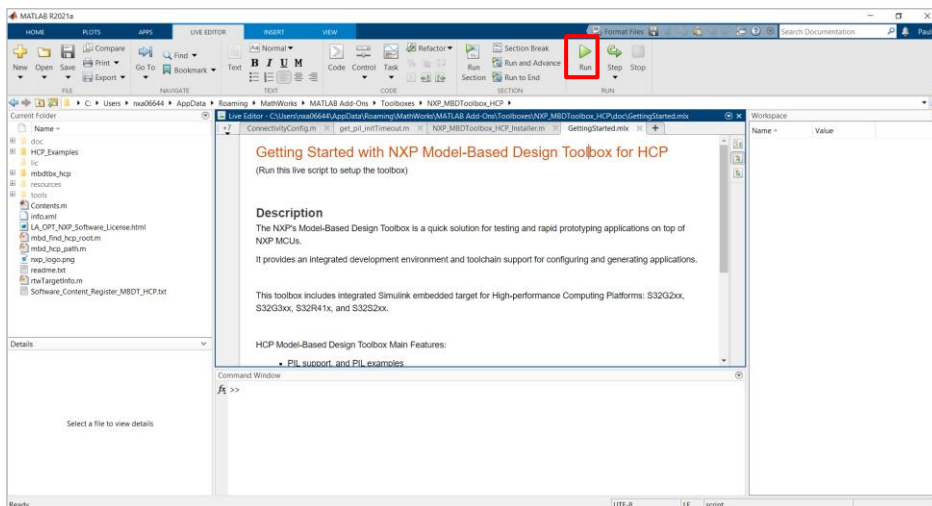 MATLAB R2021a
HOME PLOTS APPS LIVE EDITOR INSERT VIEW
Format Files Search Documentation Paul
New Open Save Compare Print Export Go To Find Bookmark Text Normal B I U M Code Control Task Refactor Run Section Section Break Run and Advance Run to End Run Step Stop
FILE NAVIGATE TEXT CODE SECTION RUN
C: Users nxa06644 AppData Roaming MathWorks MATLAB Add-Ons Toolboxes NXP_MBDToolbox_HCP
Current Folder
Name
doc
HCP_Examples
lic
mbdtbx_hcp
resources
tools
Contents.m
info.xml
LA_OPT_NXP_Software_License.html
mbd_find_hcp_root.m
mbd_hcp_path.m
nxp_logo.png
readme.txt
rtwTargetInfo.m
Software_Content_Register_MBDT_HCP.txt
Details
Select a file to view details
Live Editor - C:\Users\nxa06644\AppData\Roaming\MathWorks\MATLAB Add-Ons\Toolboxes\NXP_MBDToolbox_HCP\doc\GettingStarted.mlx
+7 ConnectivityConfig.m get_pil_initTimeout.m NXP_MBDToolbox_HCP_Installer.m GettingStarted.mlx
Getting Started with NXP Model-Based Design Toolbox for HCP
(Run this live script to setup the toolbox)
Description
The NXP's Model-Based Design Toolbox is a quick solution for testing and rapid prototyping applications on top of
NXP MCUs.
It provides an integrated development environment and toolchain support for configuring and generating applications.
This toolbox includes integrated Simulink embedded target for High-performance Computing Platforms: S32G2xx,
S32G3xx, S32R41x, and S32S2xx.
HCP Model-Based Design Toolbox Main Features:
• PIL support, and PIL examples
Command Window
fx >>
Workspace
Name Value
Ready
UTF-8 LF script